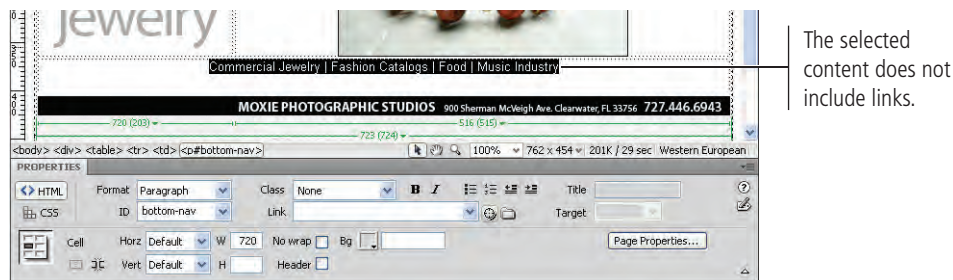 jewelry
Commercial Jewelry | Fashion Catalogs | Food | Music Industry
The selected
content does not
include links.
MOXIE PHOTOGRAPHIC STUDIOS 900 Sherman McVeigh Ave. Clearwater, FL 33756 727.446.6943
720 (203) 516 (515)
723 (724)
<body> <div> <table> <tr> <td> <p#bottom-nav> 100% 762 x 454 201K / 29 sec Western European
PROPERTIES
<> HTML Format Paragraph Class None B I Title
CSS ID bottom-nav Link Target
Cell Horz Default W 720 No wrap Bg Page Properties...
Vert Default H Header